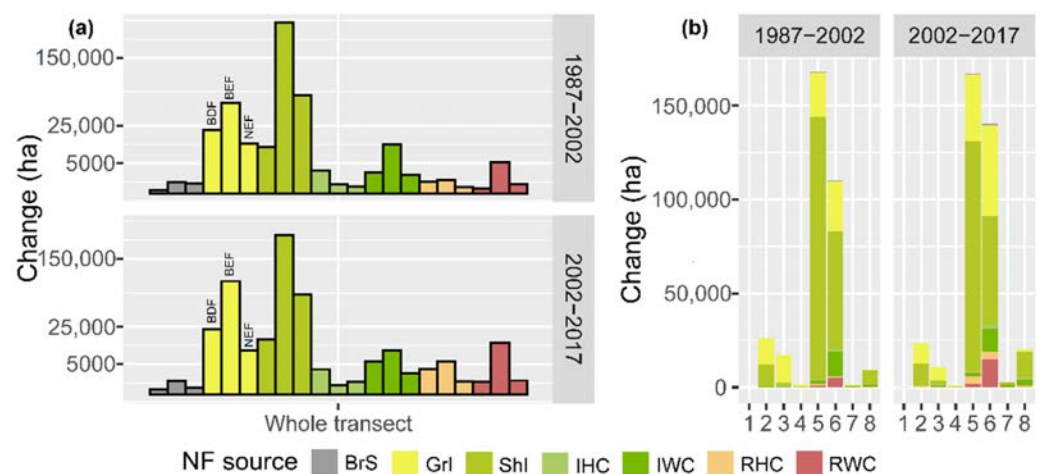 (a)
Change (ha)
150,000
25,000
5000
BDF
BEF
NEF
1987−2002
150,000
25,000
5000
BDF
BEF
NEF
2002−2017
Whole transect
(b)
1987−2002
2002−2017
Change (ha)
150,000
100,000
50,000
0
1 2 3 4 5 6 7 8
1 2 3 4 5 6 7 8
NF source BrS Grl Shl IHC IWC RHC RWC